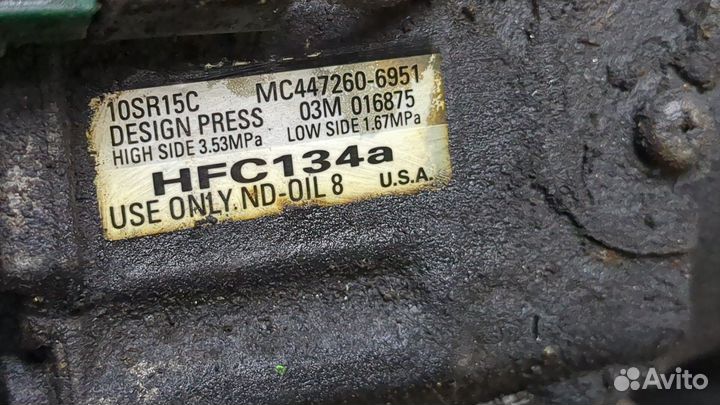 10SR15C MC447260-6951
DESIGN PRESS 03M 016875
HIGH SIDE 3.53MPa LOW SIDE 1.67MPa
HFC134a
USE ONLY ND-OIL 8 U.S.A.
Avito